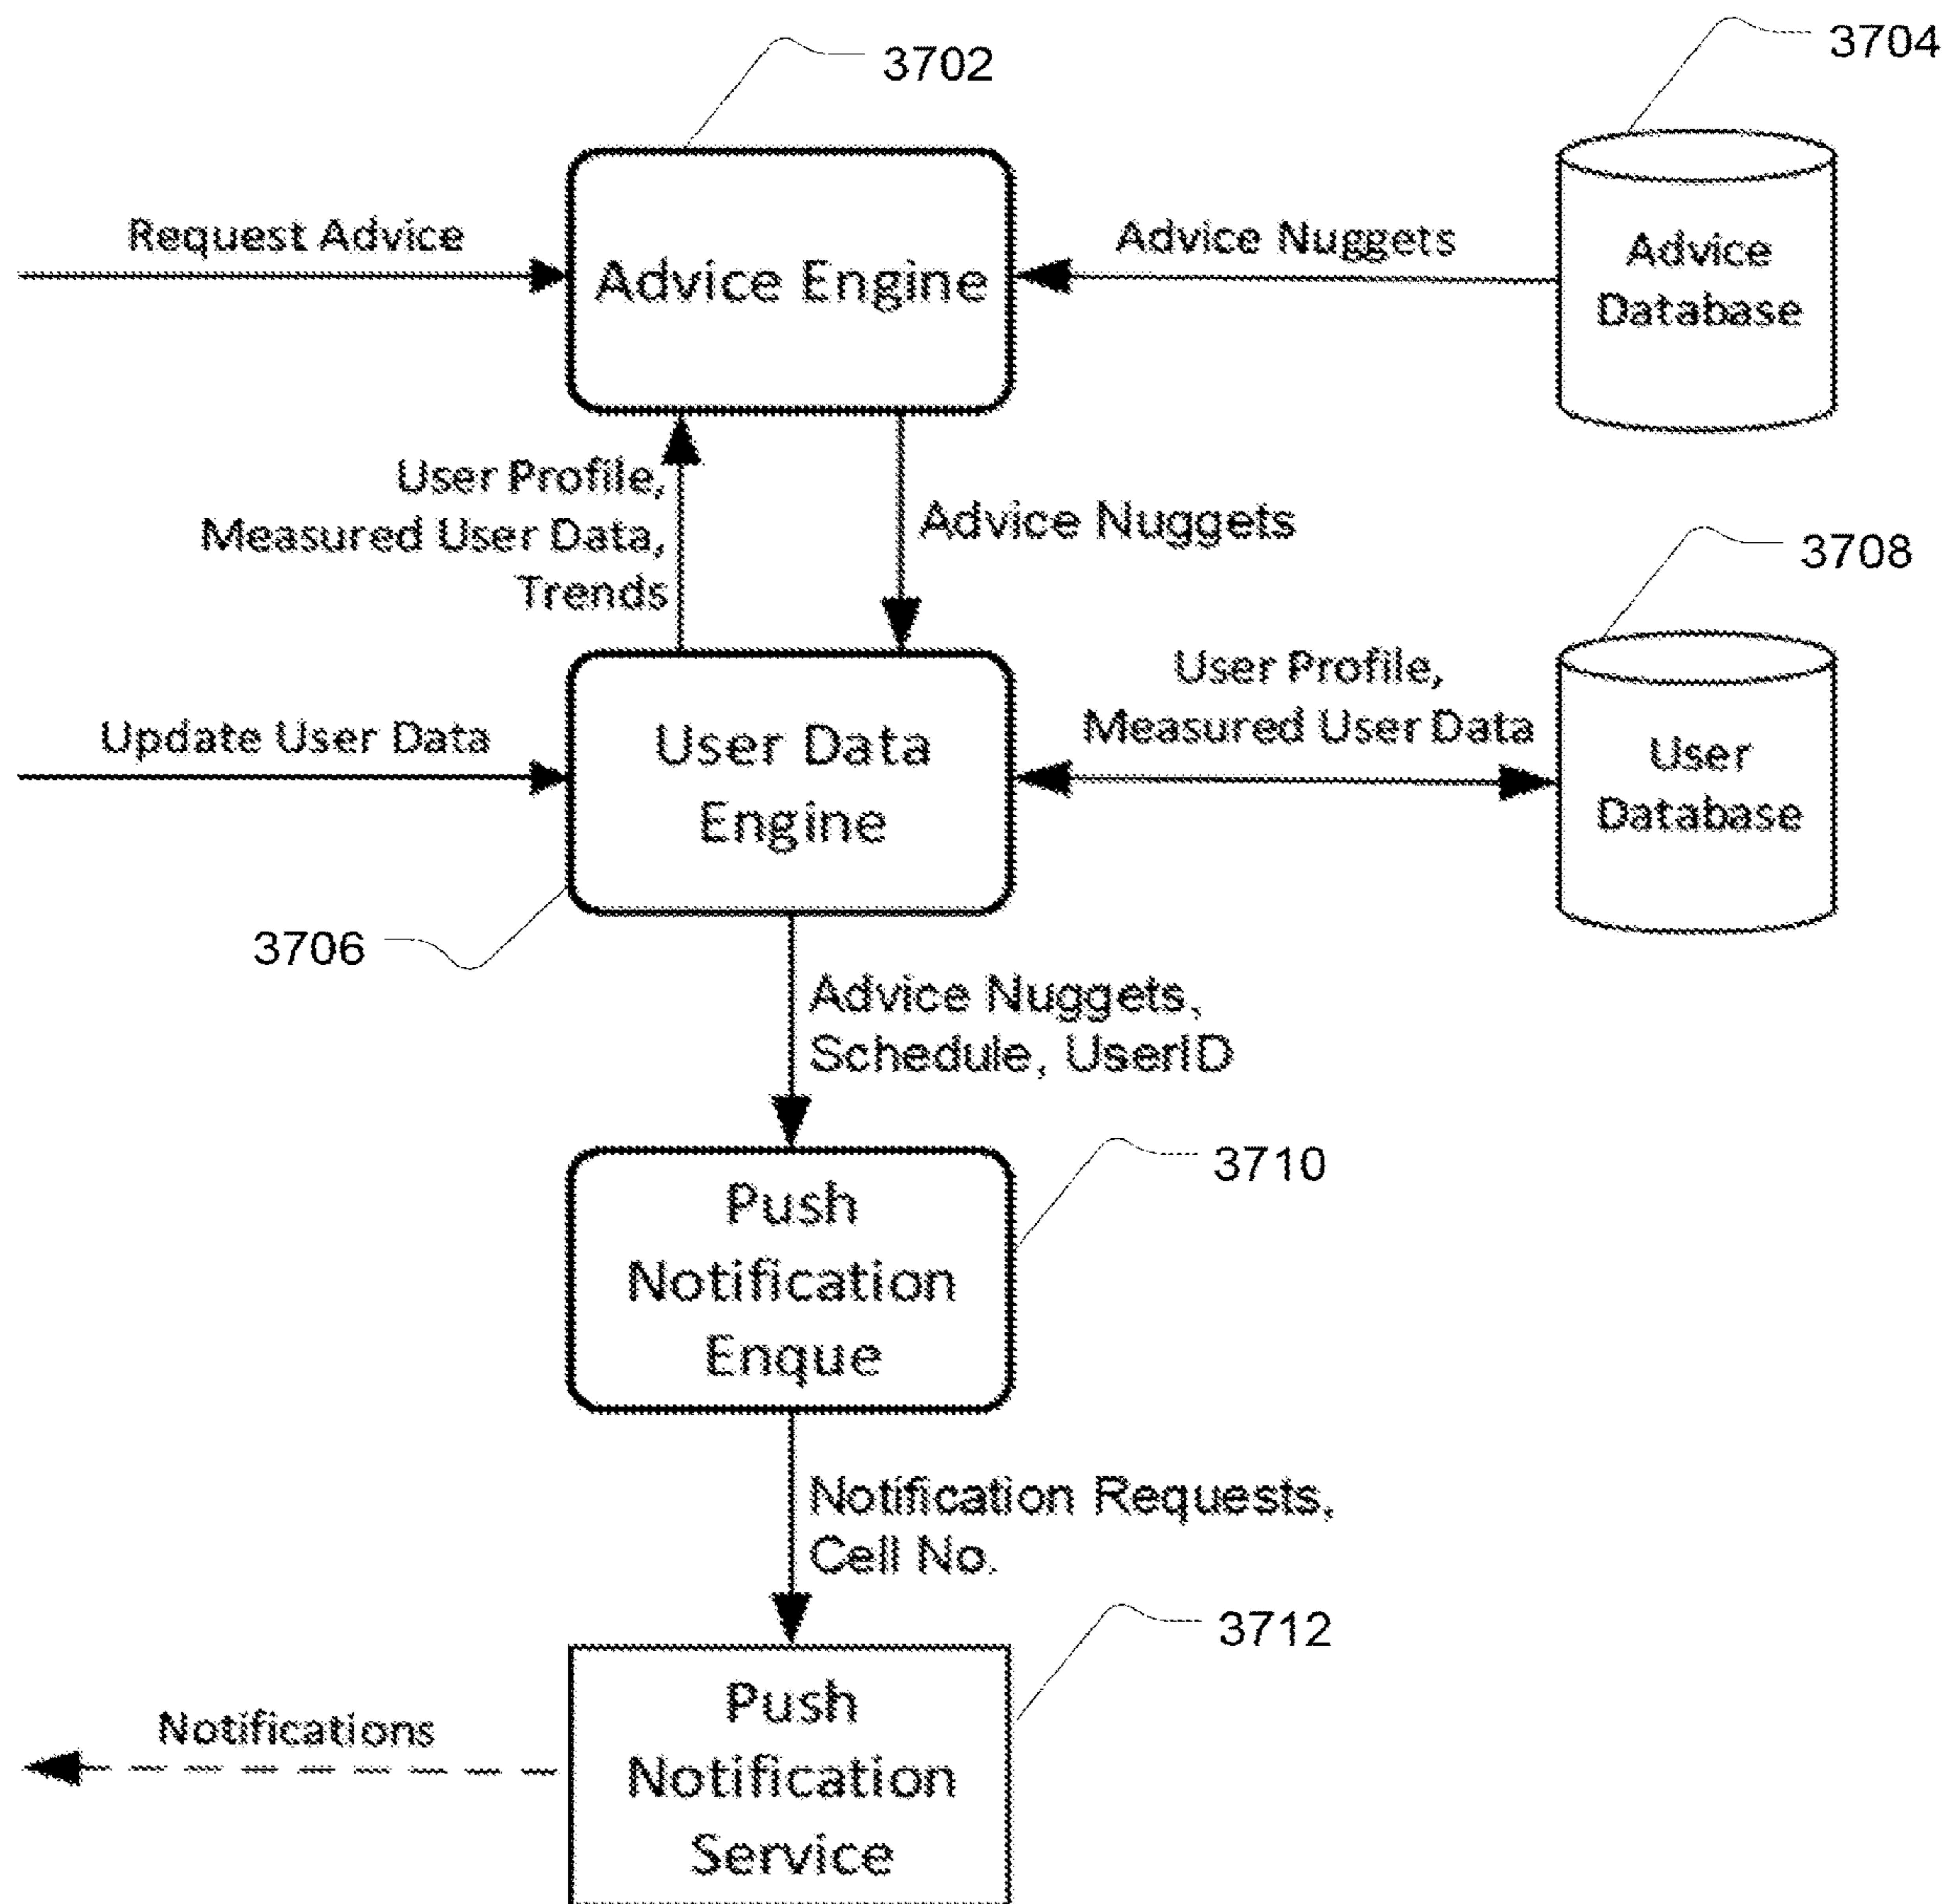 3702
3704
Request Advice
Advice Engine
Advice Nuggets
Advice
Database
User Profile,
Measured User Data,
Trends
Advice Nuggets
3708
Update User Data
User Data
Engine
User Profile,
Measured User Data
User
Database
3706
Advice Nuggets,
Schedule, UserID
3710
Push
Notification
Enque
Notification Requests,
Cell No.
3712
Notifications
Push
Notification
Service